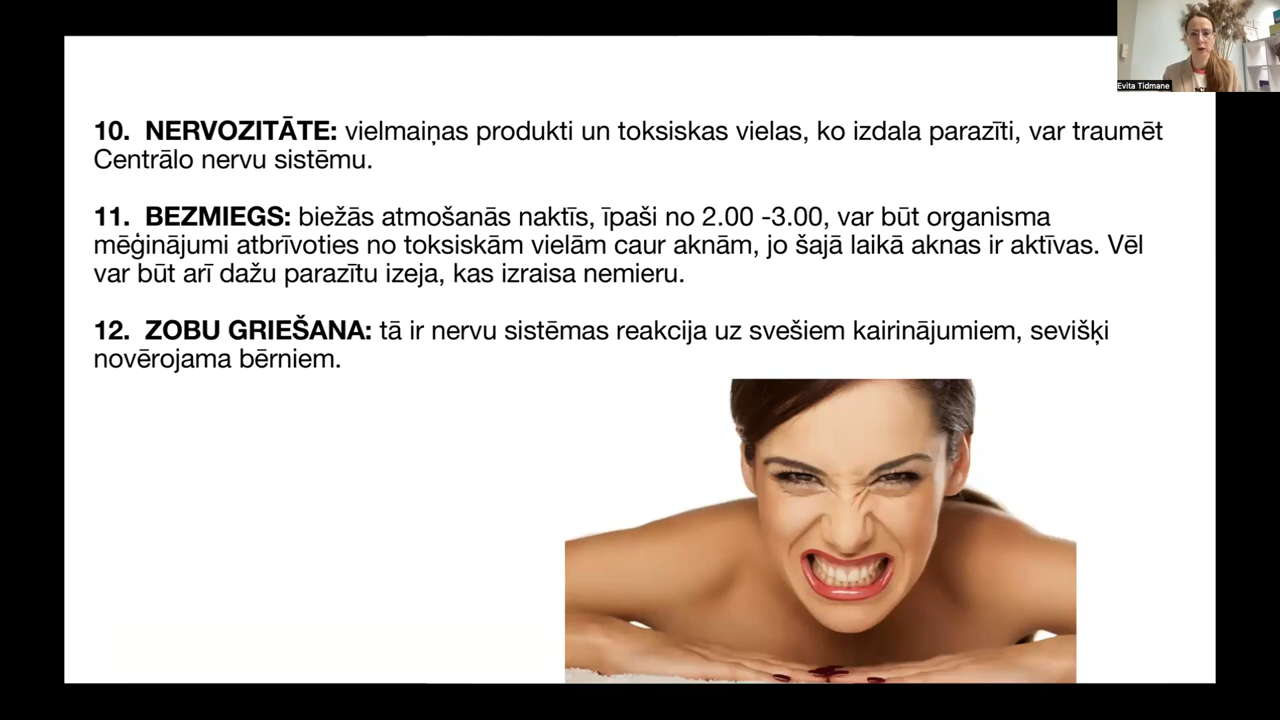 Evita Tidmane
10. NERVOZITĀTE: vielmaiņas produkti un toksiskas vielas, ko izdala parazīti, var traumēt
Centrālo nervu sistēmu.
11. BEZMIEGS: biežās atmošanās naktīs, īpaši no 2.00 -3.00, var būt organisma
mēģinājumi atbrīvoties no toksiskām vielām caur aknām, jo šajā laikā aknas ir aktīvas. Vēl
var būt arī dažu parazītu izeja, kas izraisa nemieru.
12. ZOBU GRIEŠANA: tā ir nervu sistēmas reakcija uz svešiem kairinājumiem, sevišķi
novērojama bērniem.